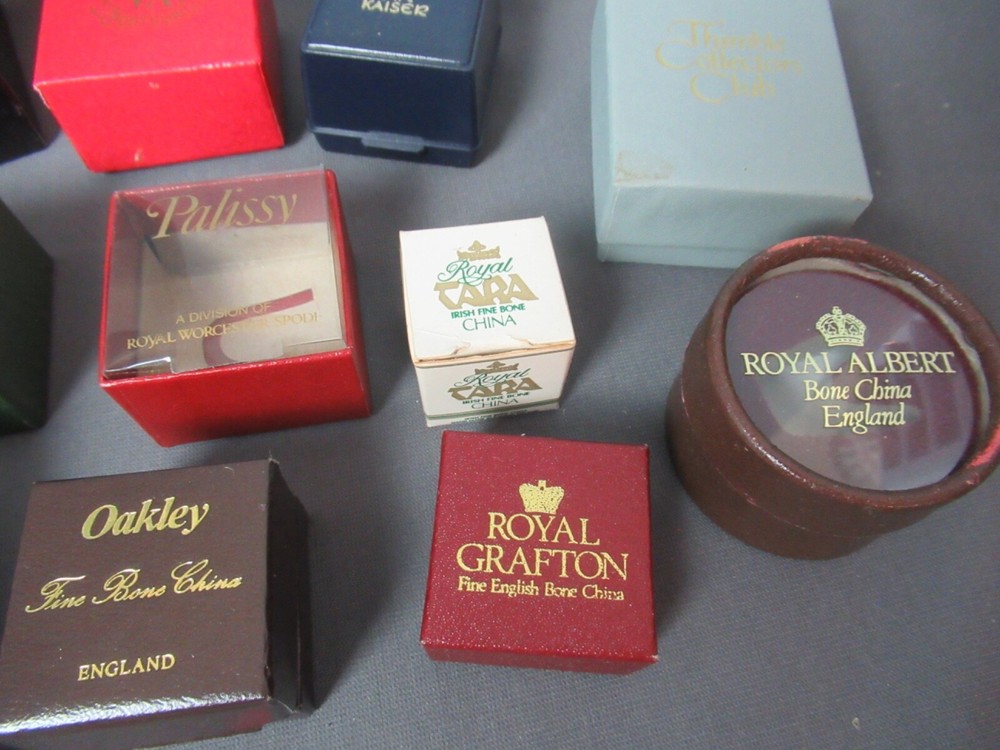 KAISER
Thimble
Collectors
Club
Palissy
A DIVISION OF
ROYAL WORCESTER SPODE
Royal
TARA
IRISH FINE BONE
CHINA
Royal
TARA
IRISH FINE BONE
CHINA
ROYAL ALBERT
Bone China
England
Oakley
Fine Bone China
ENGLAND
ROYAL
GRAFTON
Fine English Bone China